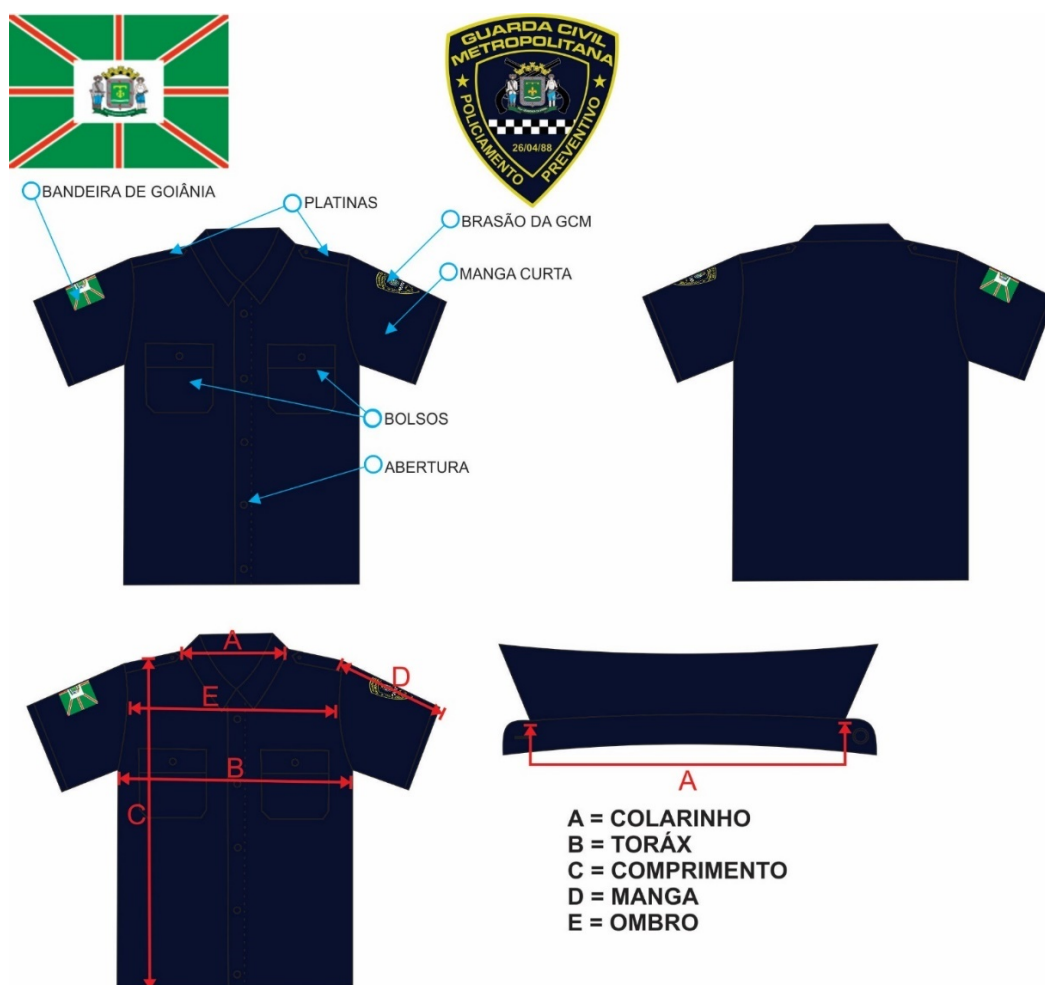 GUARDA CIVIL
METROPOLITANA
POLICIAMENTO
PREVENTIVO
26/04/88
BANDEIRA DE GOIÂNIA
PLATINAS
BRASÃO DA GCM
MANGA CURTA
BOLSOS
ABERTURA
A
D
E
B
C
A
A = COLARINHO
B = TORÁX
C = COMPRIMENTO
D = MANGA
E = OMBRO